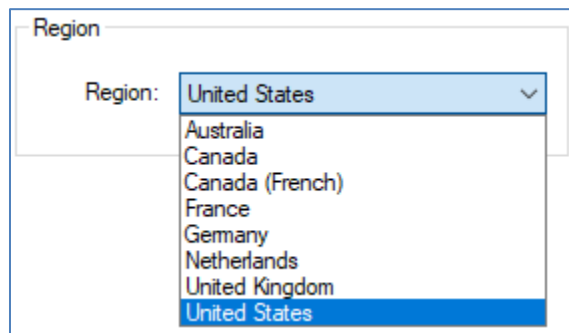 Region
Region: United States
Australia
Canada
Canada (French)
France
Germany
Netherlands
United Kingdom
United States